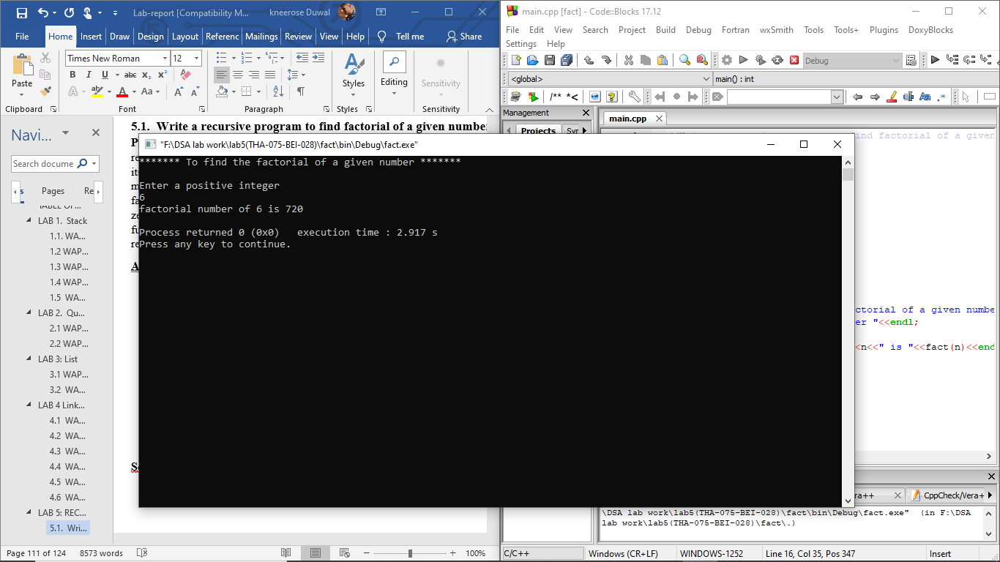 Lab-report [Compatibility M...
kneerose Duwal
File Home Insert Draw Design Layout Referenc Mailings Review View Help Tell me Share
Times New Roman 12
Paste
B I U abc x₂ x²
A ab A Aa A A
Styles
Editing
Sensitivity
Clipboard Font Paragraph Styles Sensitivity
Navi...
Search docume
Pages Re
LAB 1. Stack
1.1. WA...
1.2 WAP...
1.3 WAP...
1.4 WAP...
1.5 WA...
LAB 2. Qu...
2.1 WAP...
2.2 WAP...
LAB 3: List
3.1 WAP...
3.2 WA...
LAB 4 Link...
4.1 WA...
4.2 WA...
4.3 WA...
4.4 WA...
4.5 WA...
4.6 WA...
LAB 5: REC...
5.1. Wri...
5.1. Write a recursive program to find factorial of a given number
Page 111 of 124 8573 words 100%
main.cpp [fact] - Code::Blocks 17.12
File Edit View Search Project Build Debug Fortran wxSmith Tools Tools+ Plugins DoxyBlocks
Settings Help
Debug
<global> main() : int
/** *<
Management
Projects Syr
main.cpp
find factorial of a given
ctorial of a given numbe
er "<<endl;
<n<<" is "<<fact(n)<<end
"F:\DSA lab work\lab5(THA-075-BEI-028)\fact\bin\Debug\fact.exe"
******* To find the factorial of a given number *******
Enter a positive integer
6
factorial number of 6 is 720
Process returned 0 (0x0) execution time : 2.917 s
Press any key to continue.
ra++ CppCheck/Vera+
\DSA lab work\lab5(THA-075-BEI-028)\fact\bin\Debug\fact.exe" (in F:\DSA
lab work\lab5(THA-075-BEI-028)\fact\.)
C/C++ Windows (CR+LF) WINDOWS-1252 Line 16, Col 35, Pos 347 Insert